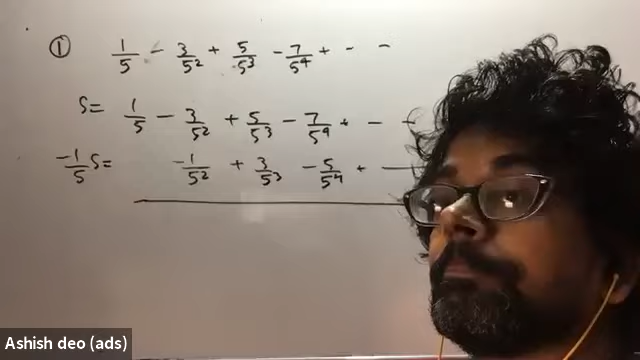 ① 1/5 - 3/5² + 5/5³ - 7/5⁴ + - -
S = 1/5 - 3/5² + 5/5³ - 7/5⁴ + - -
-1/5 S = -1/5² + 3/5³ - 5/5⁴ + -
Ashish deo (ads)